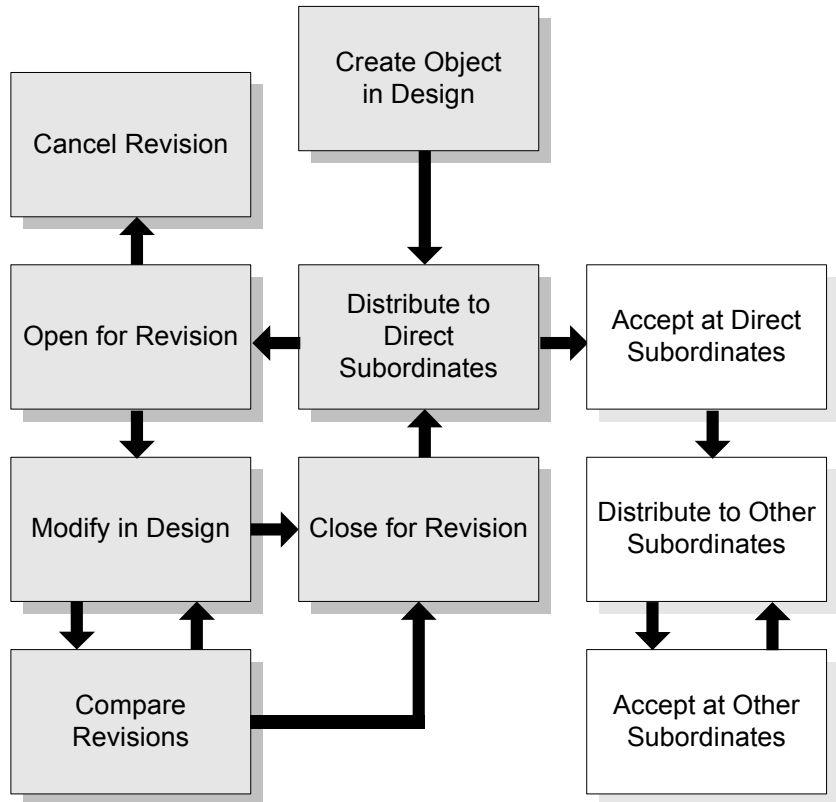 Create Object
in Design
Cancel Revision
Open for Revision
Distribute to
Direct
Subordinates
Accept at Direct
Subordinates
Modify in Design
Close for Revision
Distribute to Other
Subordinates
Compare
Revisions
Accept at Other
Subordinates